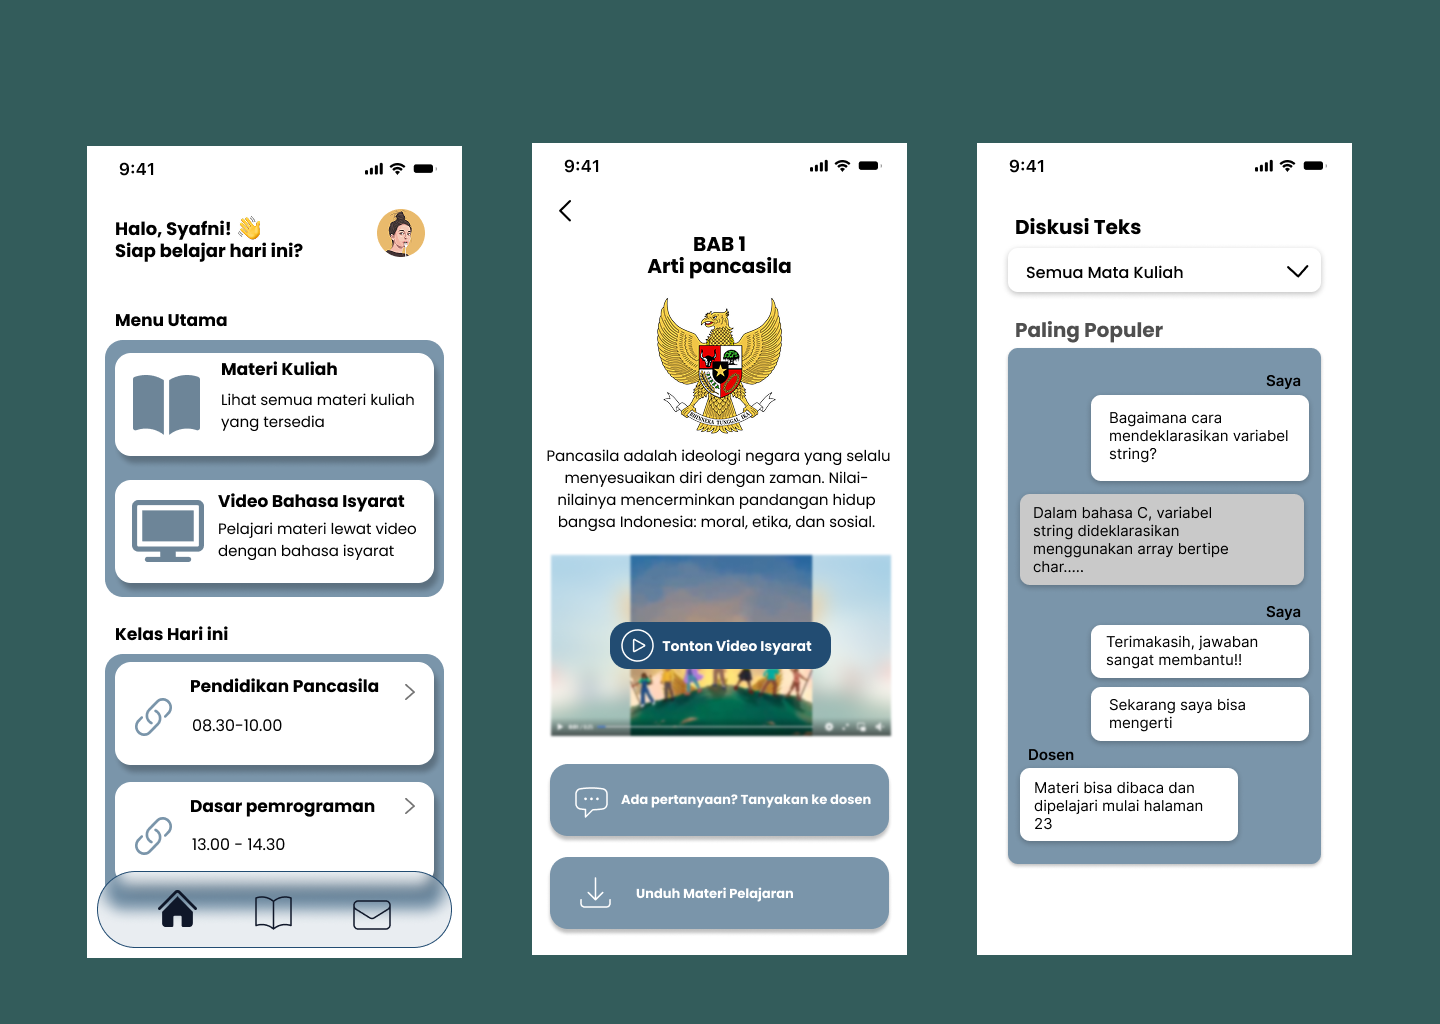 9:41
Halo, Syafni! 👋
Siap belajar hari ini?
Menu Utama
Materi Kuliah
Lihat semua materi kuliah
yang tersedia
Video Bahasa Isyarat
Pelajari materi lewat video
dengan bahasa isyarat
Kelas Hari ini
Pendidikan Pancasila
08.30-10.00
Dasar pemrograman
13.00 - 14.30
9:41
BAB 1
Arti pancasila
BHINNEKA TUNGGAL IKA
Pancasila adalah ideologi negara yang selalu
menyesuaikan diri dengan zaman. Nilai-
nilainya mencerminkan pandangan hidup
bangsa Indonesia: moral, etika, dan sosial.
Tonton Video Isyarat
Ada pertanyaan? Tanyakan ke dosen
Unduh Materi Pelajaran
9:41
Diskusi Teks
Semua Mata Kuliah
Paling Populer
Saya
Bagaimana cara
mendeklarasikan variabel
string?
Dalam bahasa C, variabel
string dideklarasikan
menggunakan array bertipe
char.....
Saya
Terimakasih, jawaban
sangat membantu!!
Sekarang saya bisa
mengerti
Dosen
Materi bisa dibaca dan
dipelajari mulai halaman
23